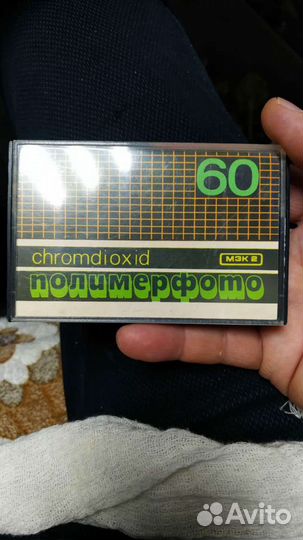 60
chromdioxid
МЭК 2
полимерфото
Avito